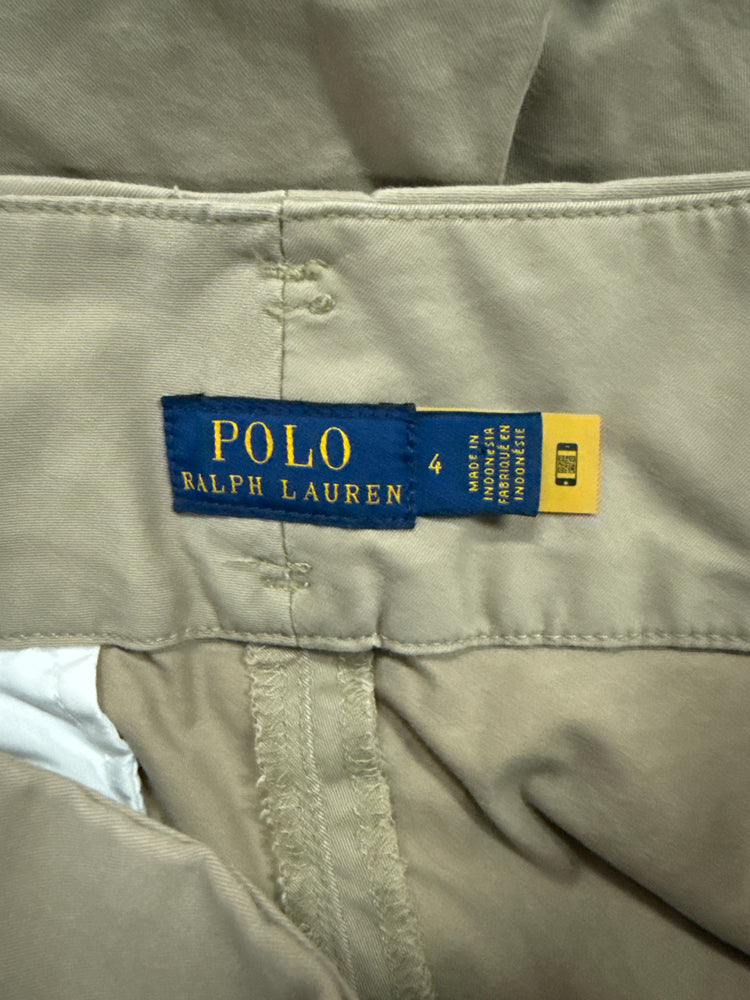 POLO
RALPH LAUREN
4
MADE IN
INDONESIA
FABRIQUÉ EN
INDONÉSIE